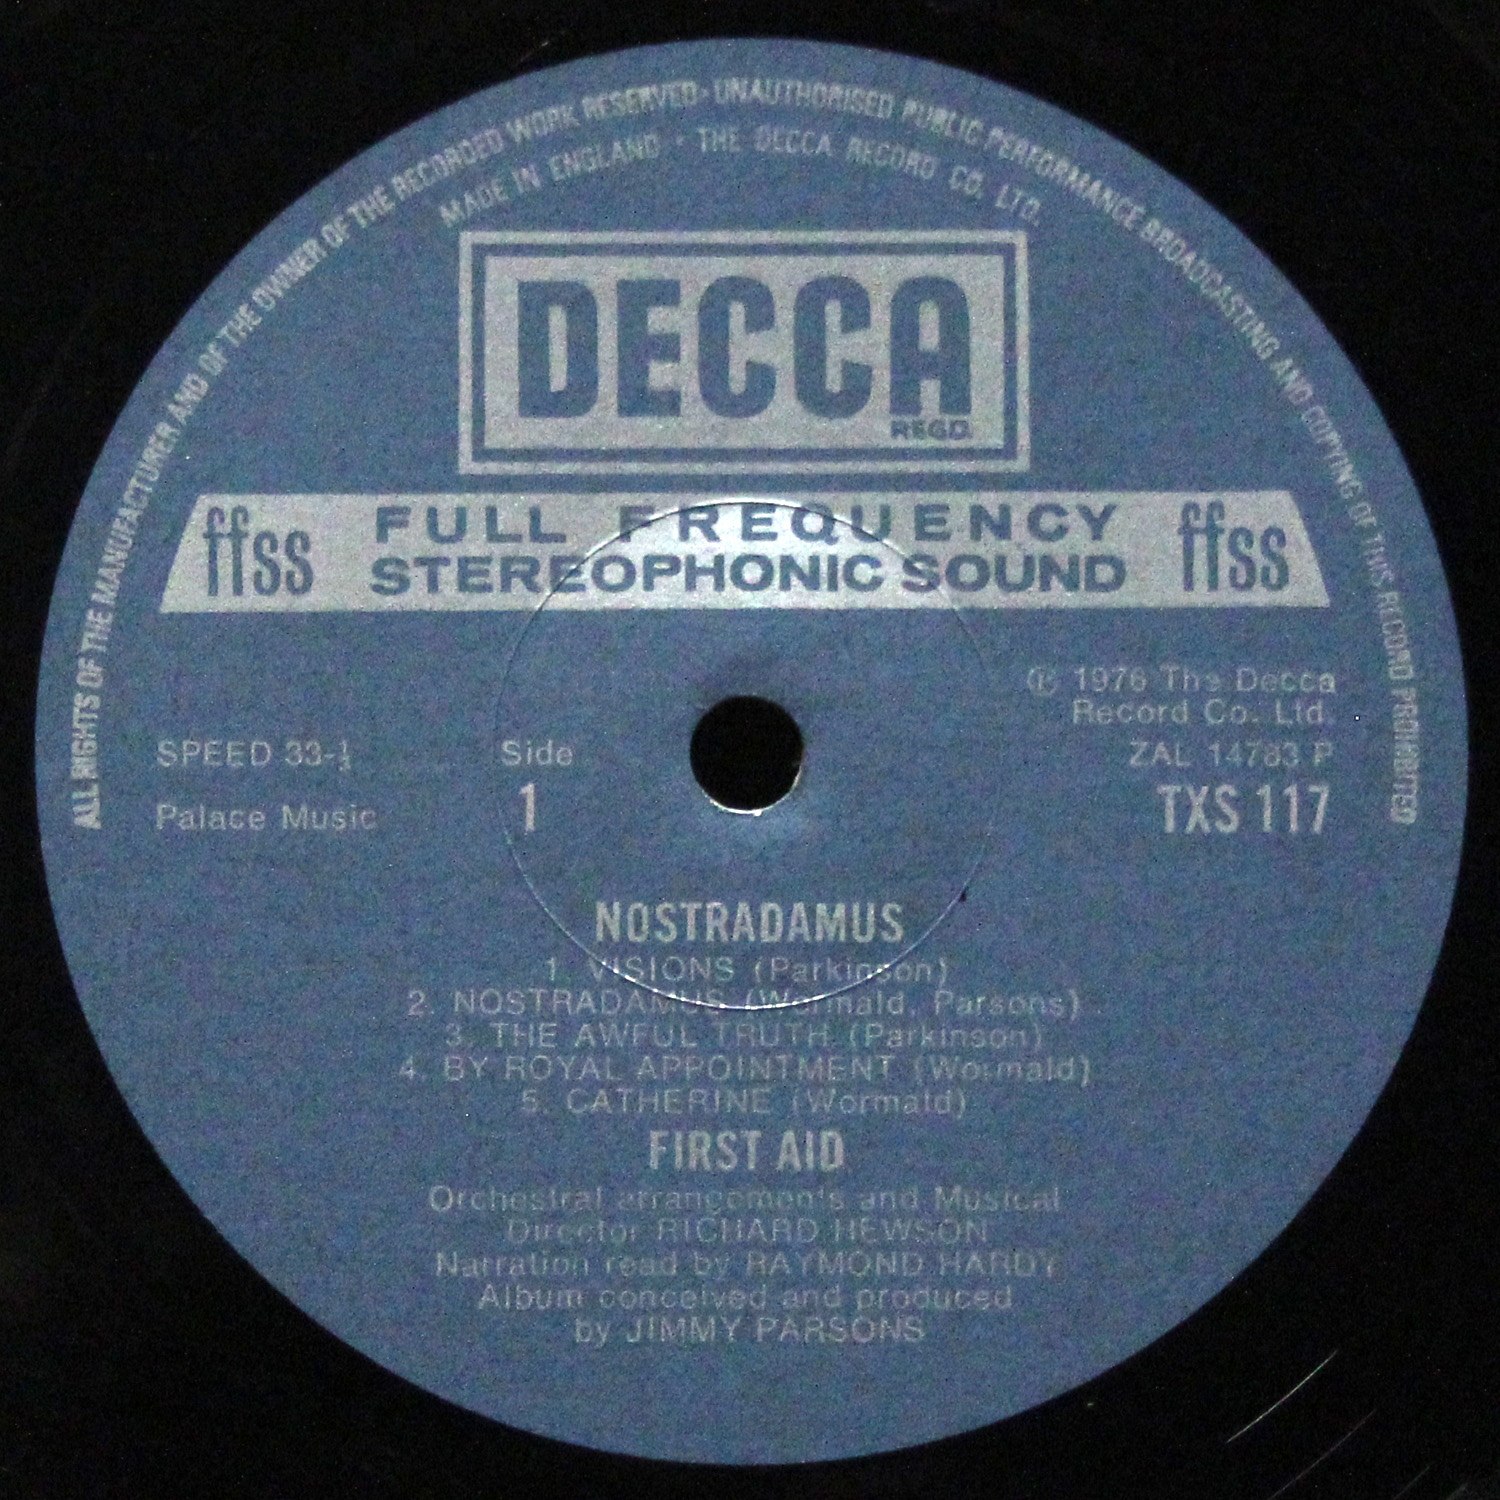 ALL RIGHTS OF THE MANUFACTURER AND OF THE OWNER OF THE RECORDED WORK RESERVED · UNAUTHORISED PUBLIC PERFORMANCE BROADCASTING AND COPYING OF THIS RECORD PROHIBITED
MADE IN ENGLAND · THE DECCA RECORD CO. LTD.
DECCA
REGD.
ffss FULL FREQUENCY ffss
STEREOPHONIC SOUND
℗ 1976 The Decca
Record Co. Ltd.
SPEED 33-⅓ Side ZAL 14783 P
Palace Music 1 TXS 117
NOSTRADAMUS
1. VISIONS (Parkinson)
2. NOSTRADAMUS (Wormald, Parsons)
3. THE AWFUL TRUTH (Parkinson)
4. BY ROYAL APPOINTMENT (Wormald)
5. CATHERINE (Wormald)
FIRST AID
Orchestral arrangements and Musical
Director RICHARD HEWSON
Narration read by RAYMOND HARDY
Album conceived and produced
by JIMMY PARSONS